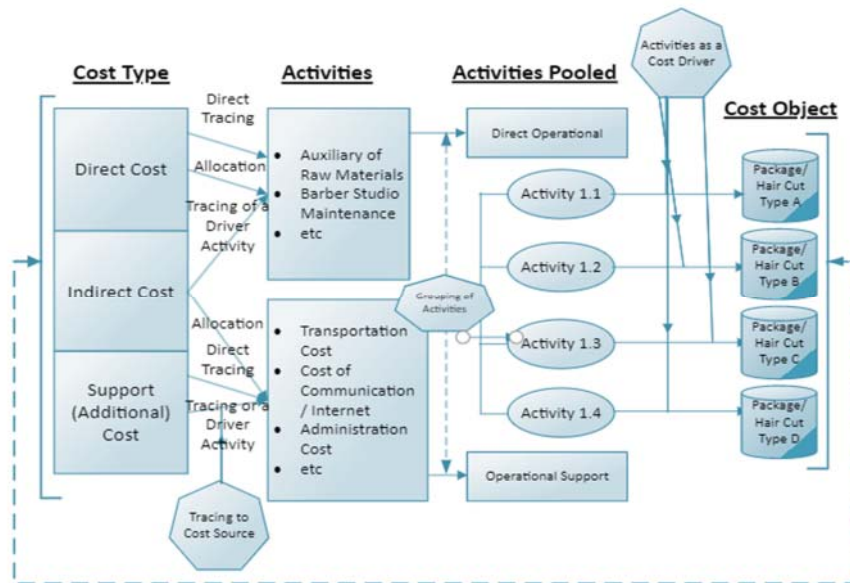 Cost Type
Activities
Activities Pooled
Activities as a
Cost Driver
Cost Object
Direct Cost
Indirect Cost
Support
(Additional)
Cost
Direct
Tracing
Allocation
Tracing of a
Driver
Activity
Allocation
Direct
Tracing
Tracing of a
Driver
Activity
Tracing to
Cost Source
• Auxiliary of
Raw Materials
• Barber Studio
Maintenance
• etc
• Transportation
Cost
• Cost of
Communication
/ Internet
• Administration
Cost
• etc
Grouping of
Activities
Direct Operational
Activity 1.1
Activity 1.2
Activity 1.3
Activity 1.4
Operational Support
Package/
Hair Cut
Type A
Package/
Hair Cut
Type B
Package/
Hair Cut
Type C
Package/
Hair Cut
Type D